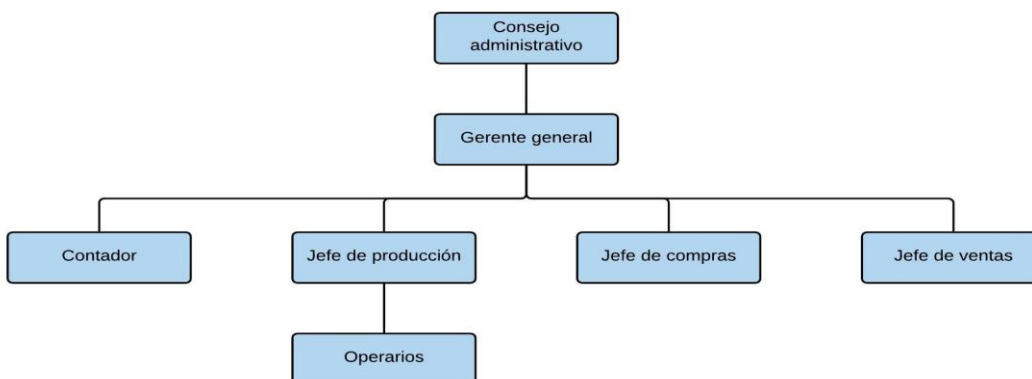 Consejo
administrativo
Gerente general
Contador
Jefe de producción
Jefe de compras
Jefe de ventas
Operarios